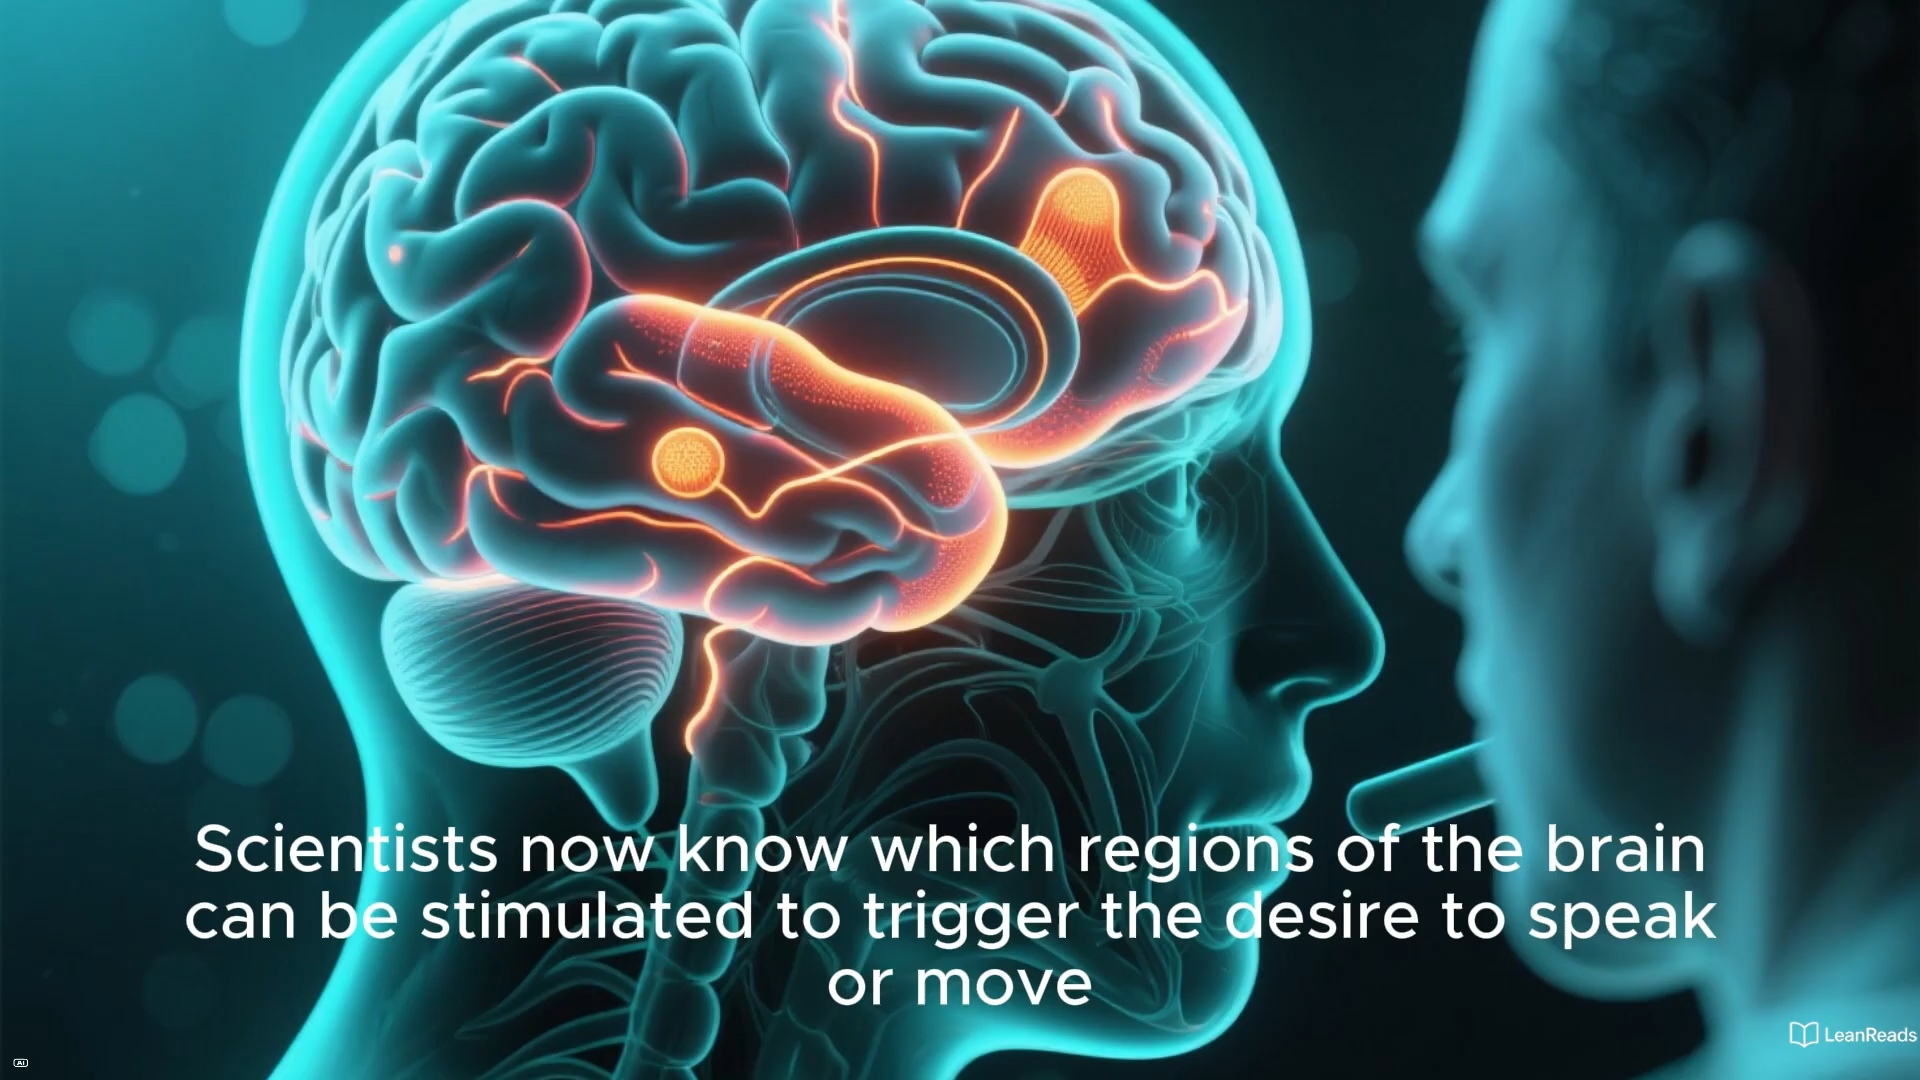 Scientists now know which regions of the brain
can be stimulated to trigger the desire to speak
or move
LeanReads
AI